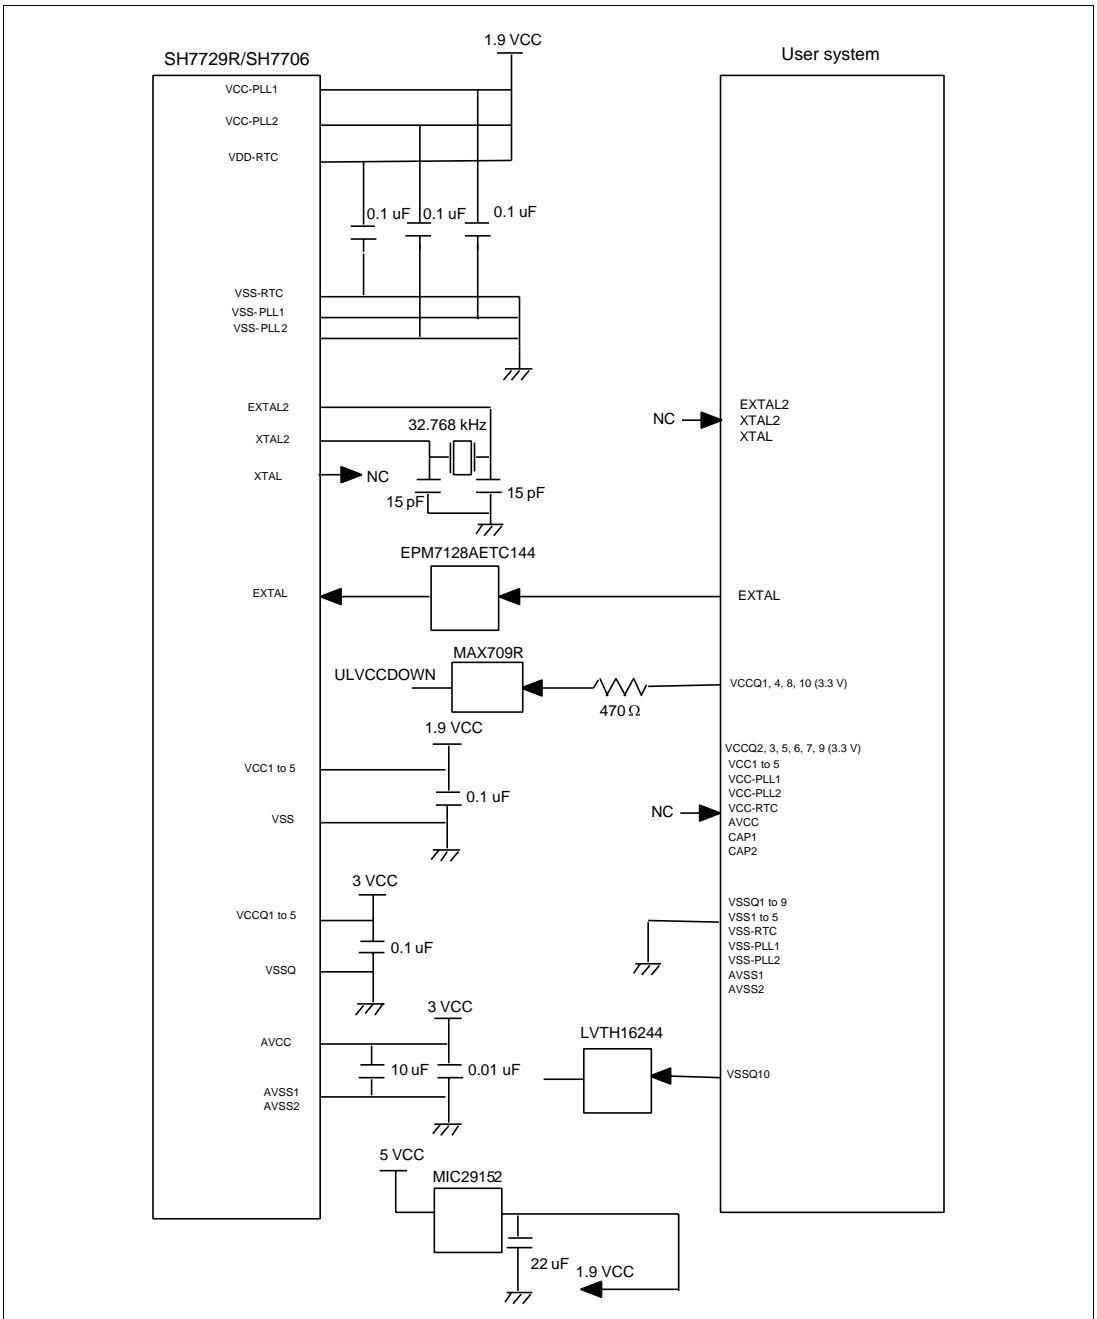 1.9 VCC
SH7729R/SH7706
User system
VCC-PLL1
VCC-PLL2
VDD-RTC
0.1 uF
0.1 uF
0.1 uF
VSS-RTC
VSS-PLL1
VSS-PLL2
EXTAL2
32.768 kHz
XTAL2
XTAL
NC
15 pF
15 pF
NC
EXTAL2
XTAL2
XTAL
EPM7128AETC144
EXTAL
EXTAL
MAX709R
ULVCCDOWN
470 Ω
VCCQ1, 4, 8, 10 (3.3 V)
1.9 VCC
VCC1 to 5
0.1 uF
VSS
VCCQ2, 3, 5, 6, 7, 9 (3.3 V)
VCC1 to 5
VCC-PLL1
VCC-PLL2
NC
VCC-RTC
AVCC
CAP1
CAP2
3 VCC
VCCQ1 to 5
0.1 uF
VSSQ
VSSQ1 to 9
VSS1 to 5
VSS-RTC
VSS-PLL1
VSS-PLL2
AVSS1
AVSS2
3 VCC
AVCC
10 uF
0.01 uF
AVSS1
AVSS2
LVTH16244
VSSQ10
5 VCC
MIC29152
22 uF
1.9 VCC